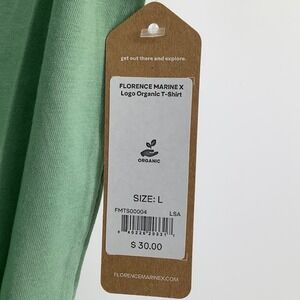 get out there and explore.
FLORENCE MARINE X
Logo Organic T-Shirt
ORGANIC
SIZE: L
FMTS00004 LSA
$ 30.00
FLORENCEMARINEX.COM